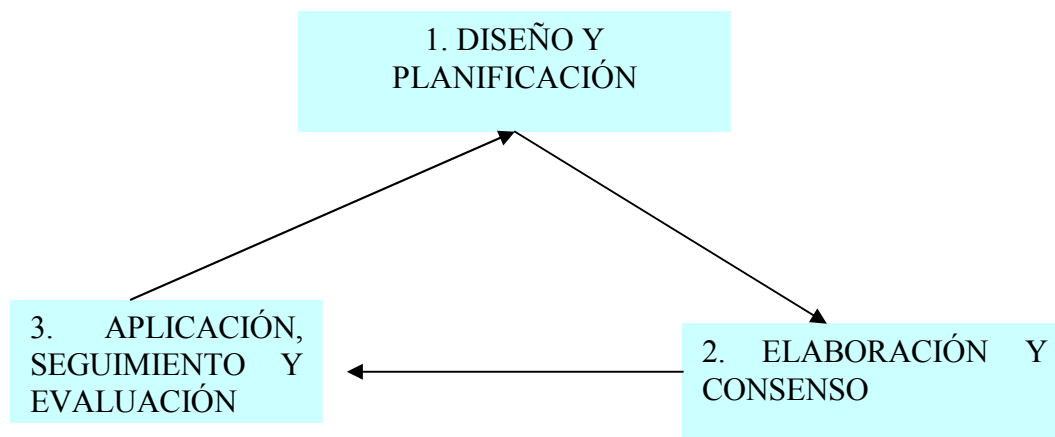 1. DISEÑO Y
PLANIFICACIÓN
3. APLICACIÓN,
SEGUIMIENTO Y
EVALUACIÓN
2. ELABORACIÓN Y
CONSENSO